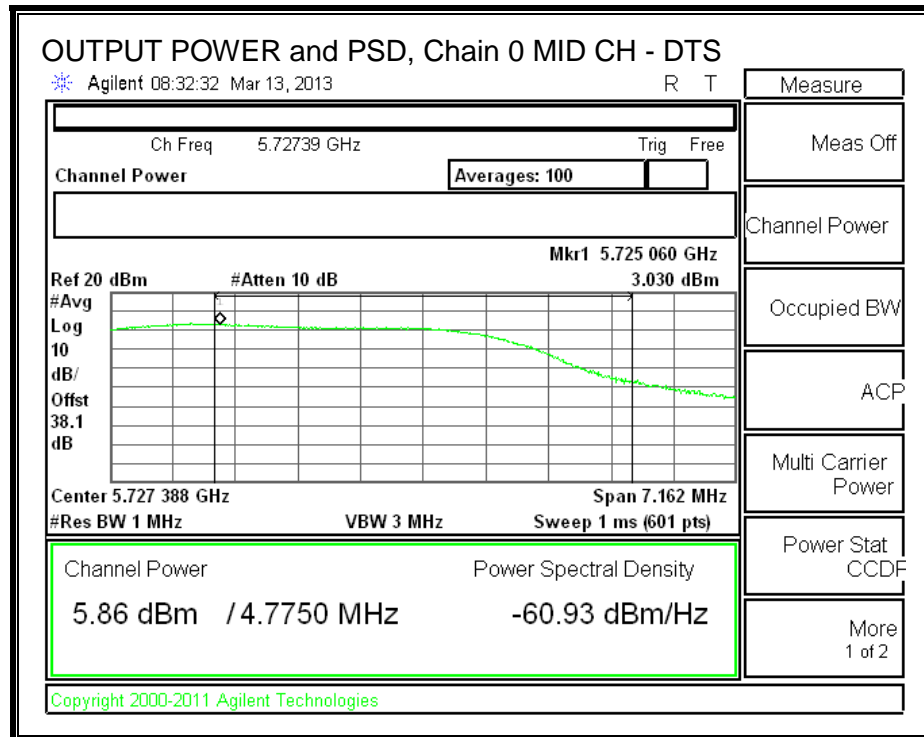 OUTPUT POWER and PSD, Chain 0 MID CH - DTS
Agilent 08:32:32 Mar 13, 2013 R T
Measure
Ch Freq 5.72739 GHz Trig Free
Meas Off
Channel Power Averages: 100
Channel Power
Mkr1 5.725 060 GHz
Ref 20 dBm #Atten 10 dB 3.030 dBm
#Avg
Log
10
dB/
Offst
38.1
dB
1
Occupied BW
ACP
Center 5.727 388 GHz Span 7.162 MHz
#Res BW 1 MHz VBW 3 MHz Sweep 1 ms (601 pts)
Multi Carrier
Power
Channel Power Power Spectral Density
5.86 dBm / 4.7750 MHz -60.93 dBm/Hz
Power Stat
CCDF
More
1 of 2
Copyright 2000-2011 Agilent Technologies